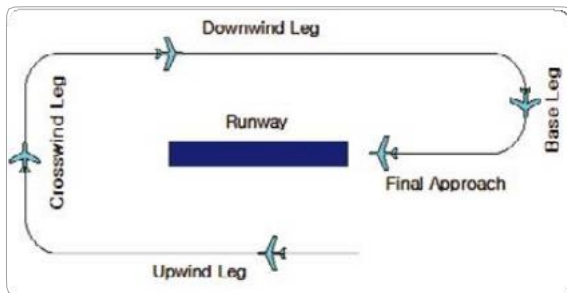 Downwind Leg
Crosswind Leg
Runway
Base Leg
Final Approach
Upwind Leg